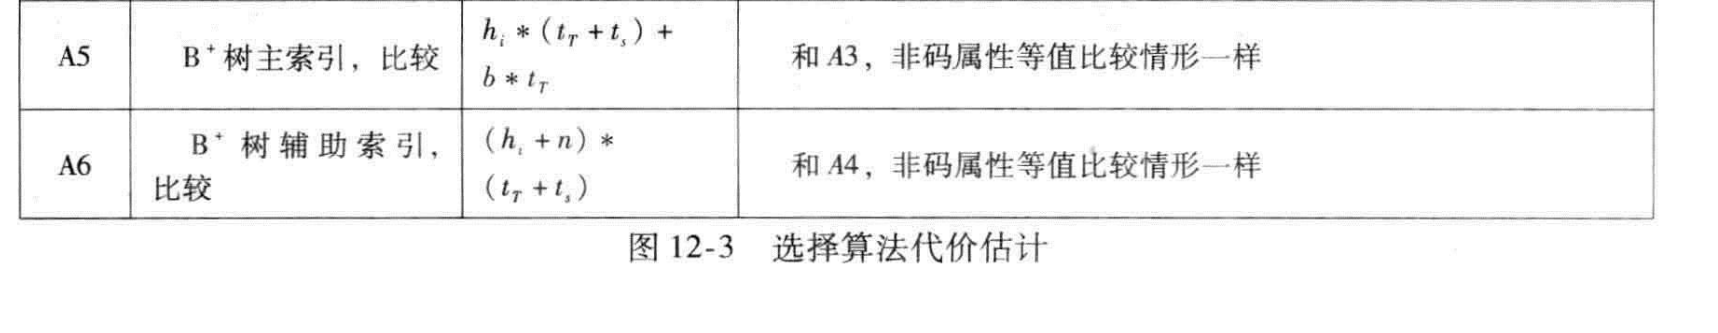 A5 B⁺树主索引，比较 hᵢ * (t_T + t_s) + b * t_T 和 A3，非码属性等值比较情形一样
A6 B⁺树辅助索引，比较 (hᵢ + n) * (t_T + t_s) 和 A4，非码属性等值比较情形一样
图 12-3 选择算法代价估计